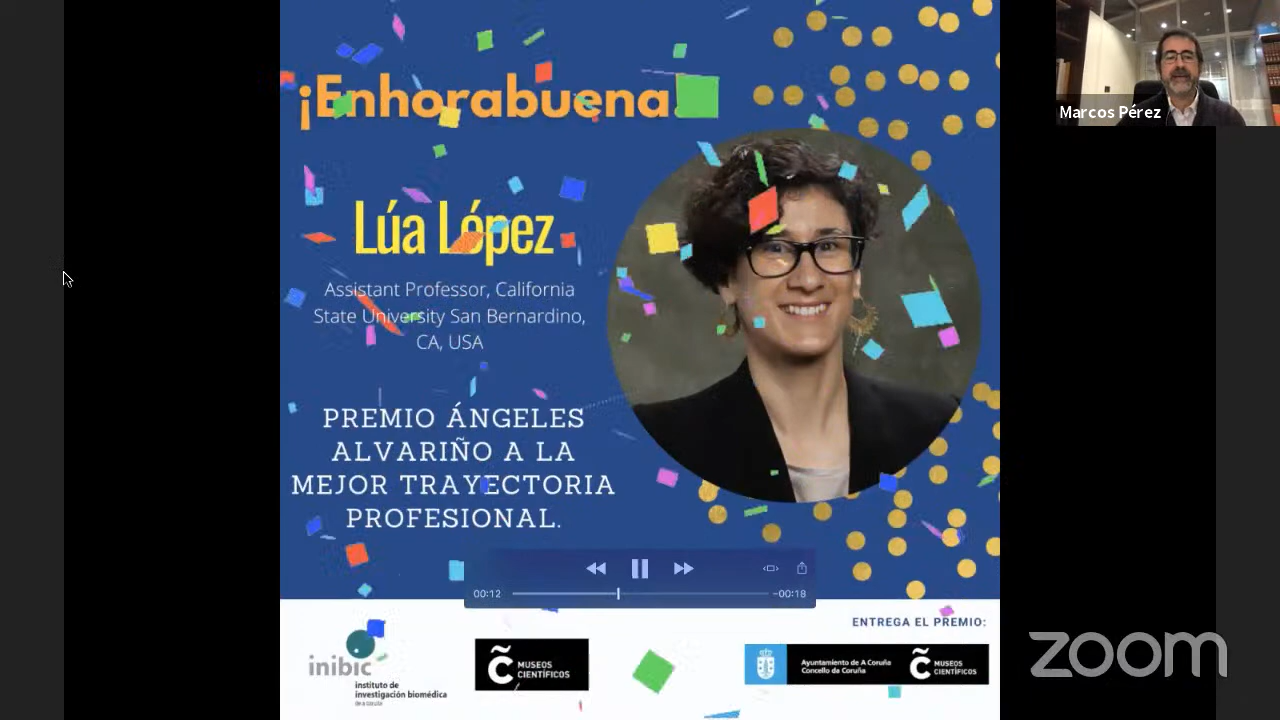 ¡Enhorabuena
Lúa López
Assistant Professor, California
State University San Bernardino,
CA, USA
PREMIO ÁNGELES
ALVARIÑO A LA
MEJOR TRAYECTORIA
PROFESIONAL.
Marcos Pérez
00:12
-00:18
ENTREGA EL PREMIO:
inibic
instituto de
investigación biomédica
de a coruña
MUSEOS
CIENTÍFICOS
Ayuntamiento de A Coruña
Concello da Coruña
MUSEOS
CIENTÍFICOS
zoom